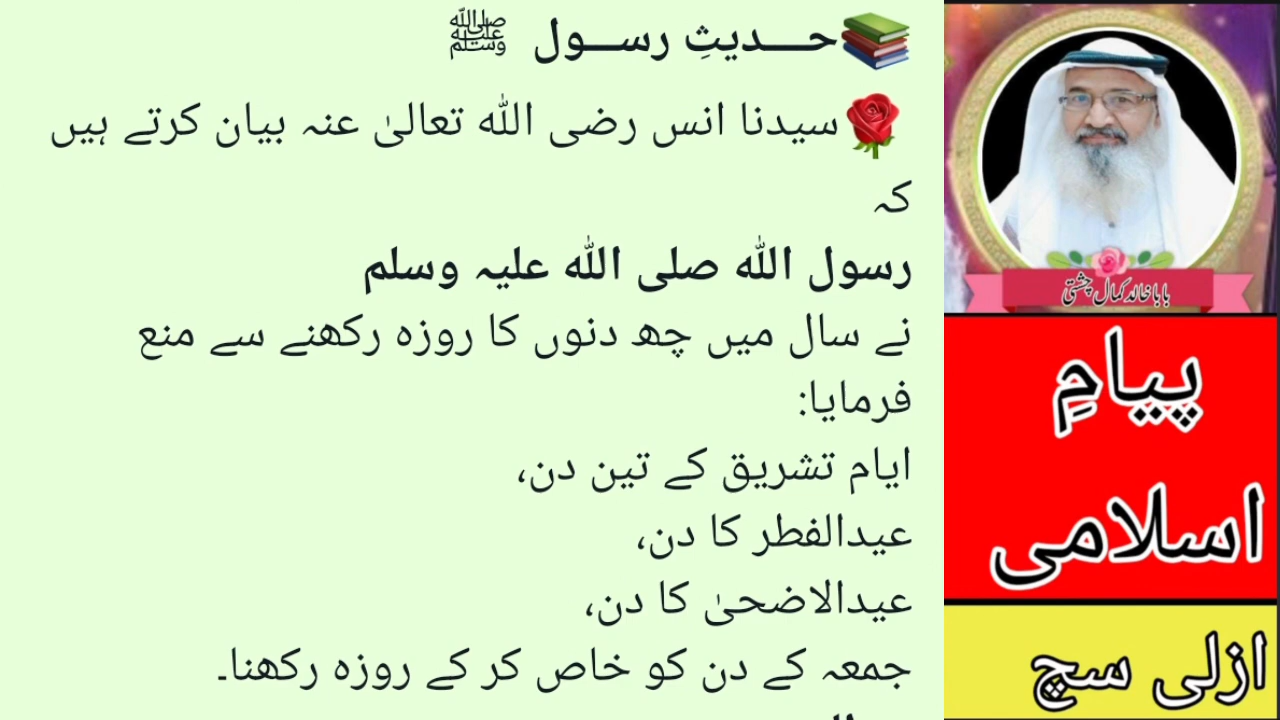 📚حـــدیثِ رســول ﷺ
🌹سیدنا انس رضی اللہ تعالیٰ عنہ بیان کرتے ہیں
کہ
رسول اللہ صلی اللہ علیہ وسلم
نے سال میں چھ دنوں کا روزہ رکھنے سے منع
فرمایا:
ایام تشریق کے تین دن،
عیدالفطر کا دن،
عیدالاضحیٰ کا دن،
جمعہ کے دن کو خاص کر کے روزہ رکھنا۔
بابا خالد کمال چشتی
پیامِ
اسلامی
ازلی سچ